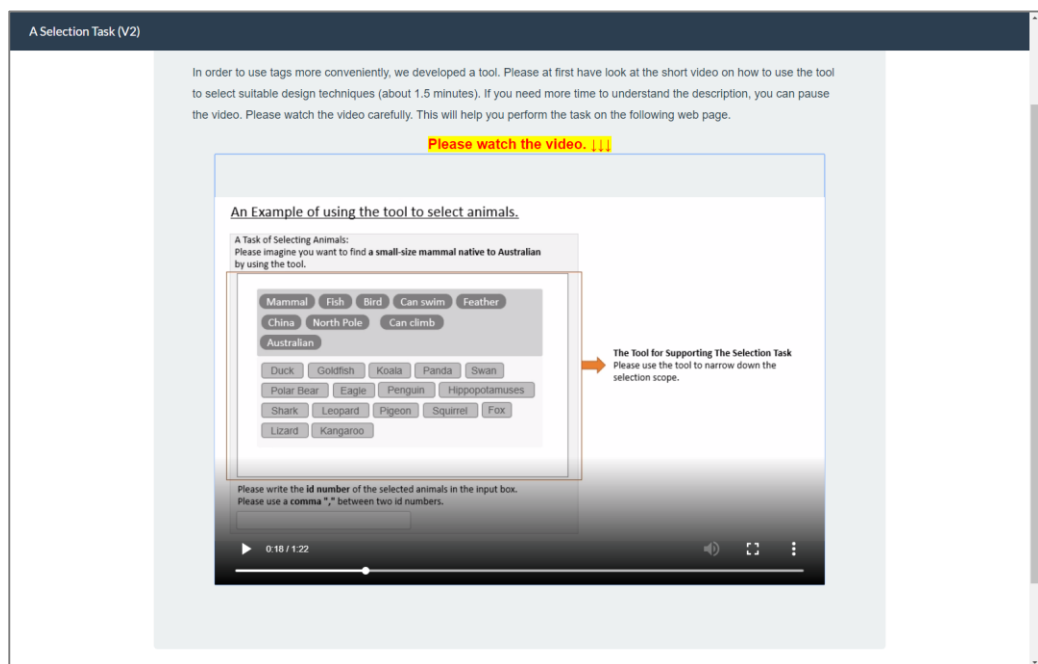 A Selection Task (V2)
In order to use tags more conveniently, we developed a tool. Please at first have look at the short video on how to use the tool
to select suitable design techniques (about 1.5 minutes). If you need more time to understand the description, you can pause
the video. Please watch the video carefully. This will help you perform the task on the following web page.
Please watch the video. ↓↓↓
An Example of using the tool to select animals.
A Task of Selecting Animals:
Please imagine you want to find a small-size mammal native to Australian
by using the tool.
Mammal Fish Bird Can swim Feather
China North Pole Can climb
Australian
Duck Goldfish Koala Panda Swan
Polar Bear Eagle Penguin Hippopotamuses
Shark Leopard Pigeon Squirrel Fox
Lizard Kangaroo
The Tool for Supporting The Selection Task
Please use the tool to narrow down the
selection scope.
Please write the id number of the selected animals in the input box.
Please use a comma "," between two id numbers.
0:18 / 1:22